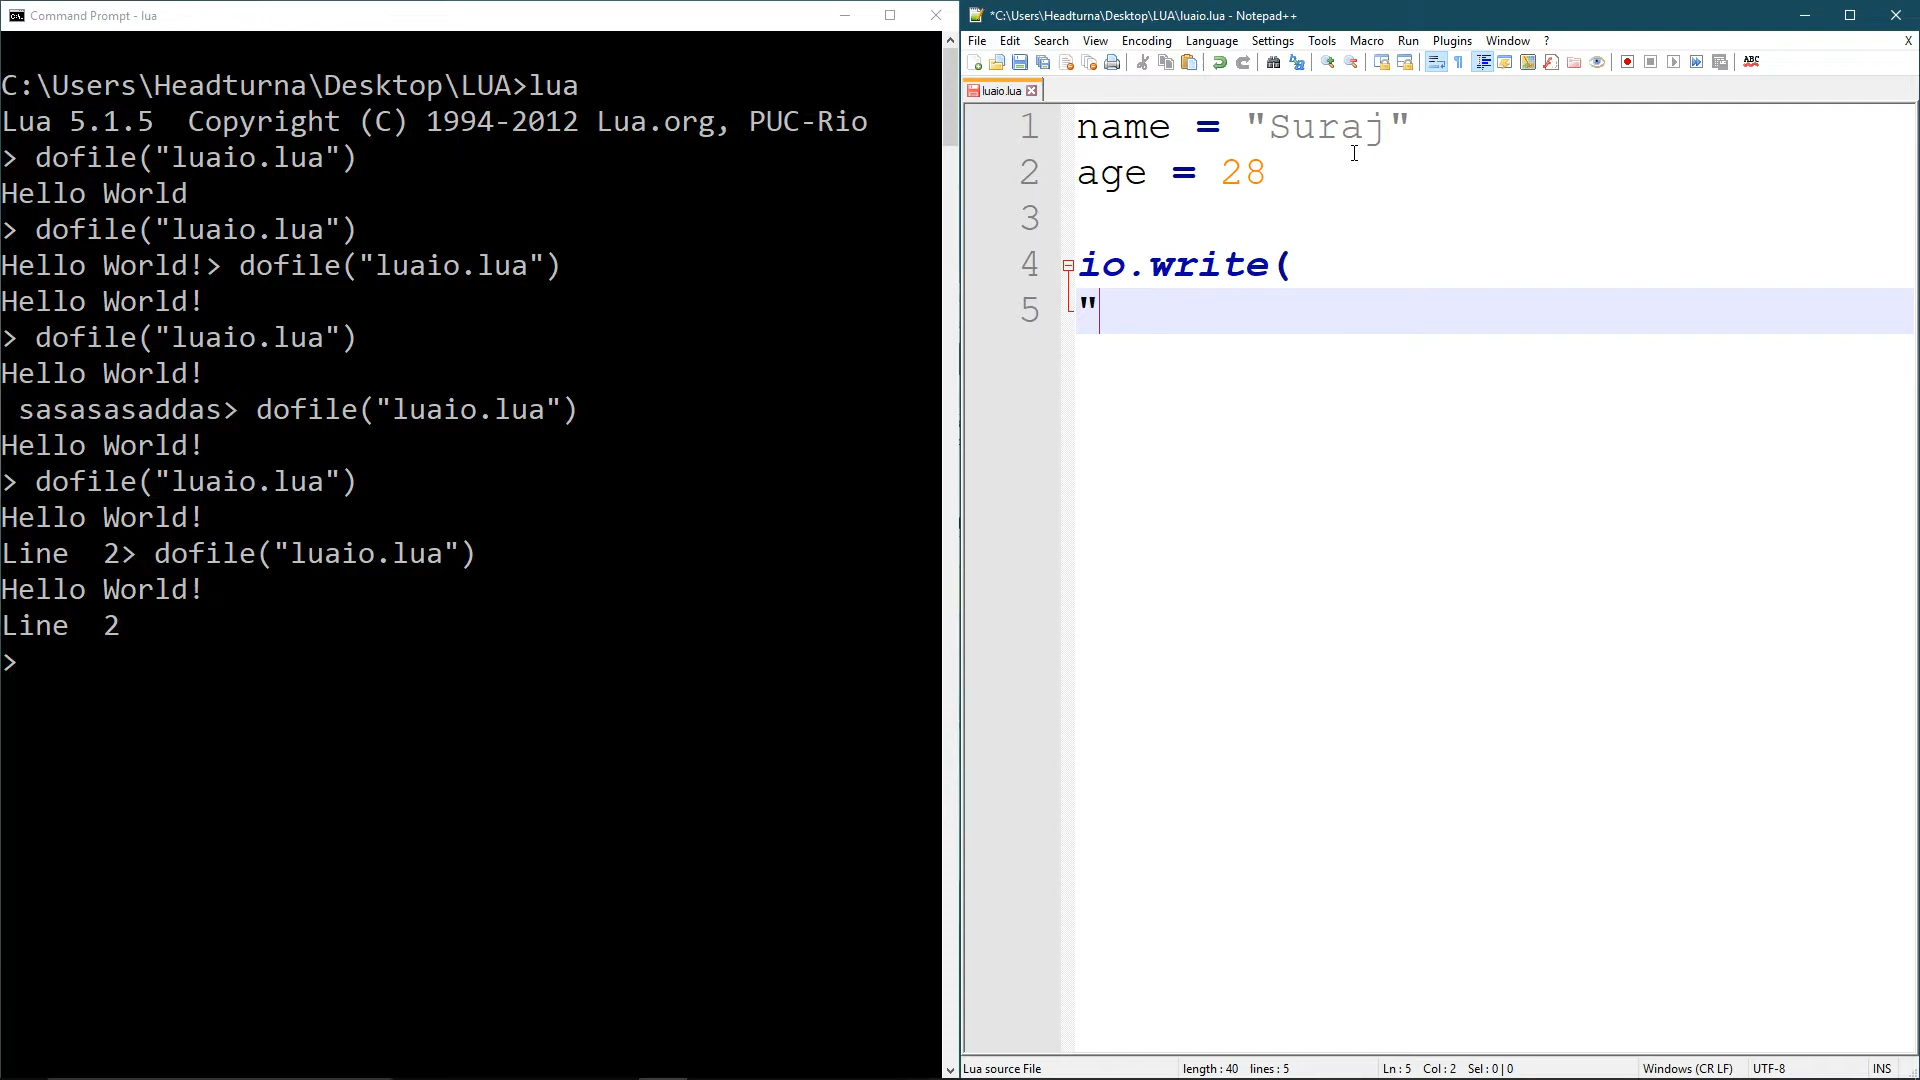 Command Prompt - lua
C:\Users\Headturna\Desktop\LUA>lua
Lua 5.1.5  Copyright (C) 1994-2012 Lua.org, PUC-Rio
> dofile("luaio.lua")
Hello World
> dofile("luaio.lua")
Hello World!> dofile("luaio.lua")
Hello World!
> dofile("luaio.lua")
Hello World!
 sasasasaddas> dofile("luaio.lua")
Hello World!
> dofile("luaio.lua")
Hello World!
Line  2> dofile("luaio.lua")
Hello World!
Line  2
>
*C:\Users\Headturna\Desktop\LUA\luaio.lua - Notepad++
File Edit Search View Encoding Language Settings Tools Macro Run Plugins Window ? X
ABC
luaio.lua
1 name = "Suraj"
2 age = 28
3
4 io.write(
5 "
Lua source File length : 40 lines : 5 Ln : 5 Col : 2 Sel : 0 | 0 Windows (CR LF) UTF-8 INS